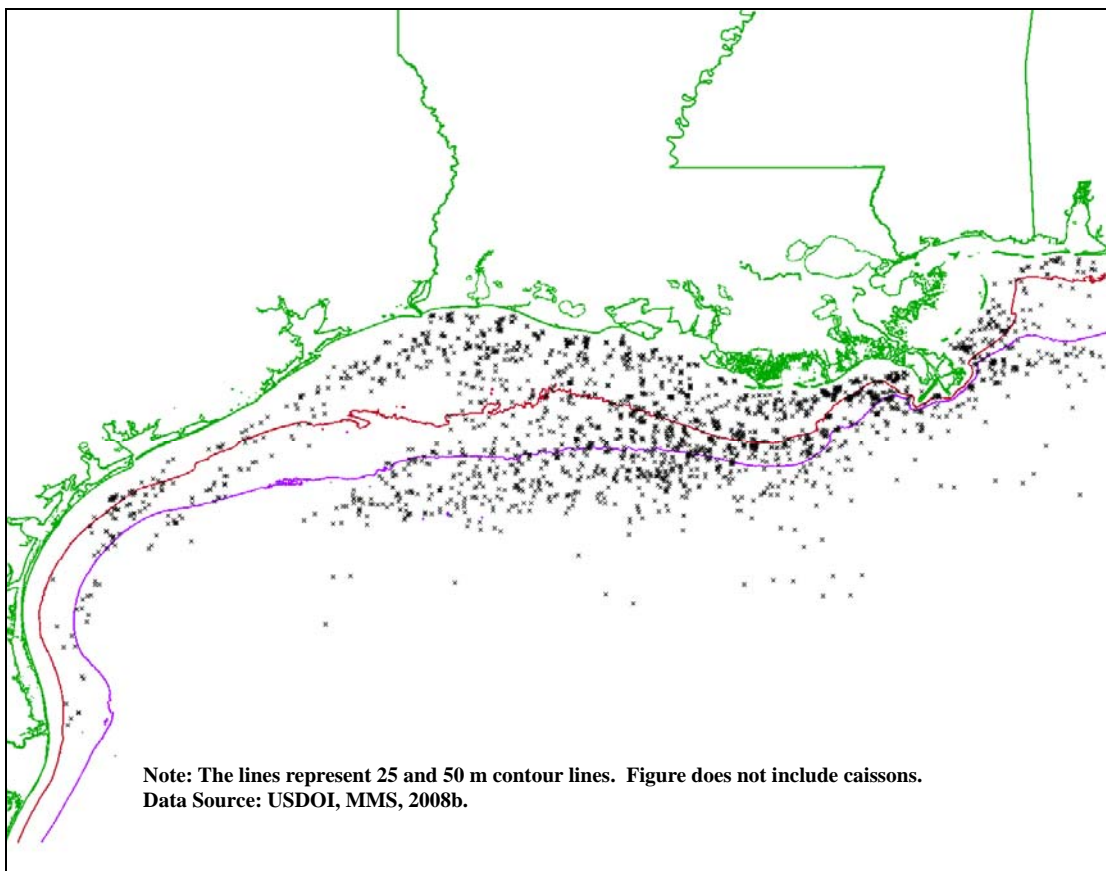 Note: The lines represent 25 and 50 m contour lines.  Figure does not include caissons.
Data Source: USDOI, MMS, 2008b.